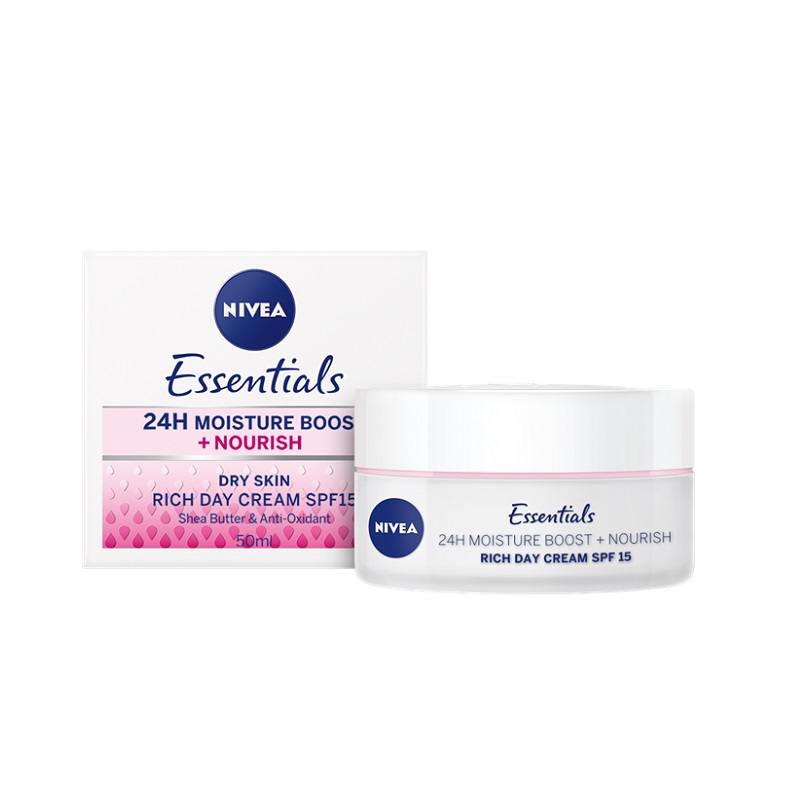 NIVEA
Essentials
24H MOISTURE BOOS
+ NOURISH
DRY SKIN
RICH DAY CREAM SPF15
Shea Butter & Anti-Oxidant
50ml
NIVEA
Essentials
24H MOISTURE BOOST + NOURISH
RICH DAY CREAM SPF 15